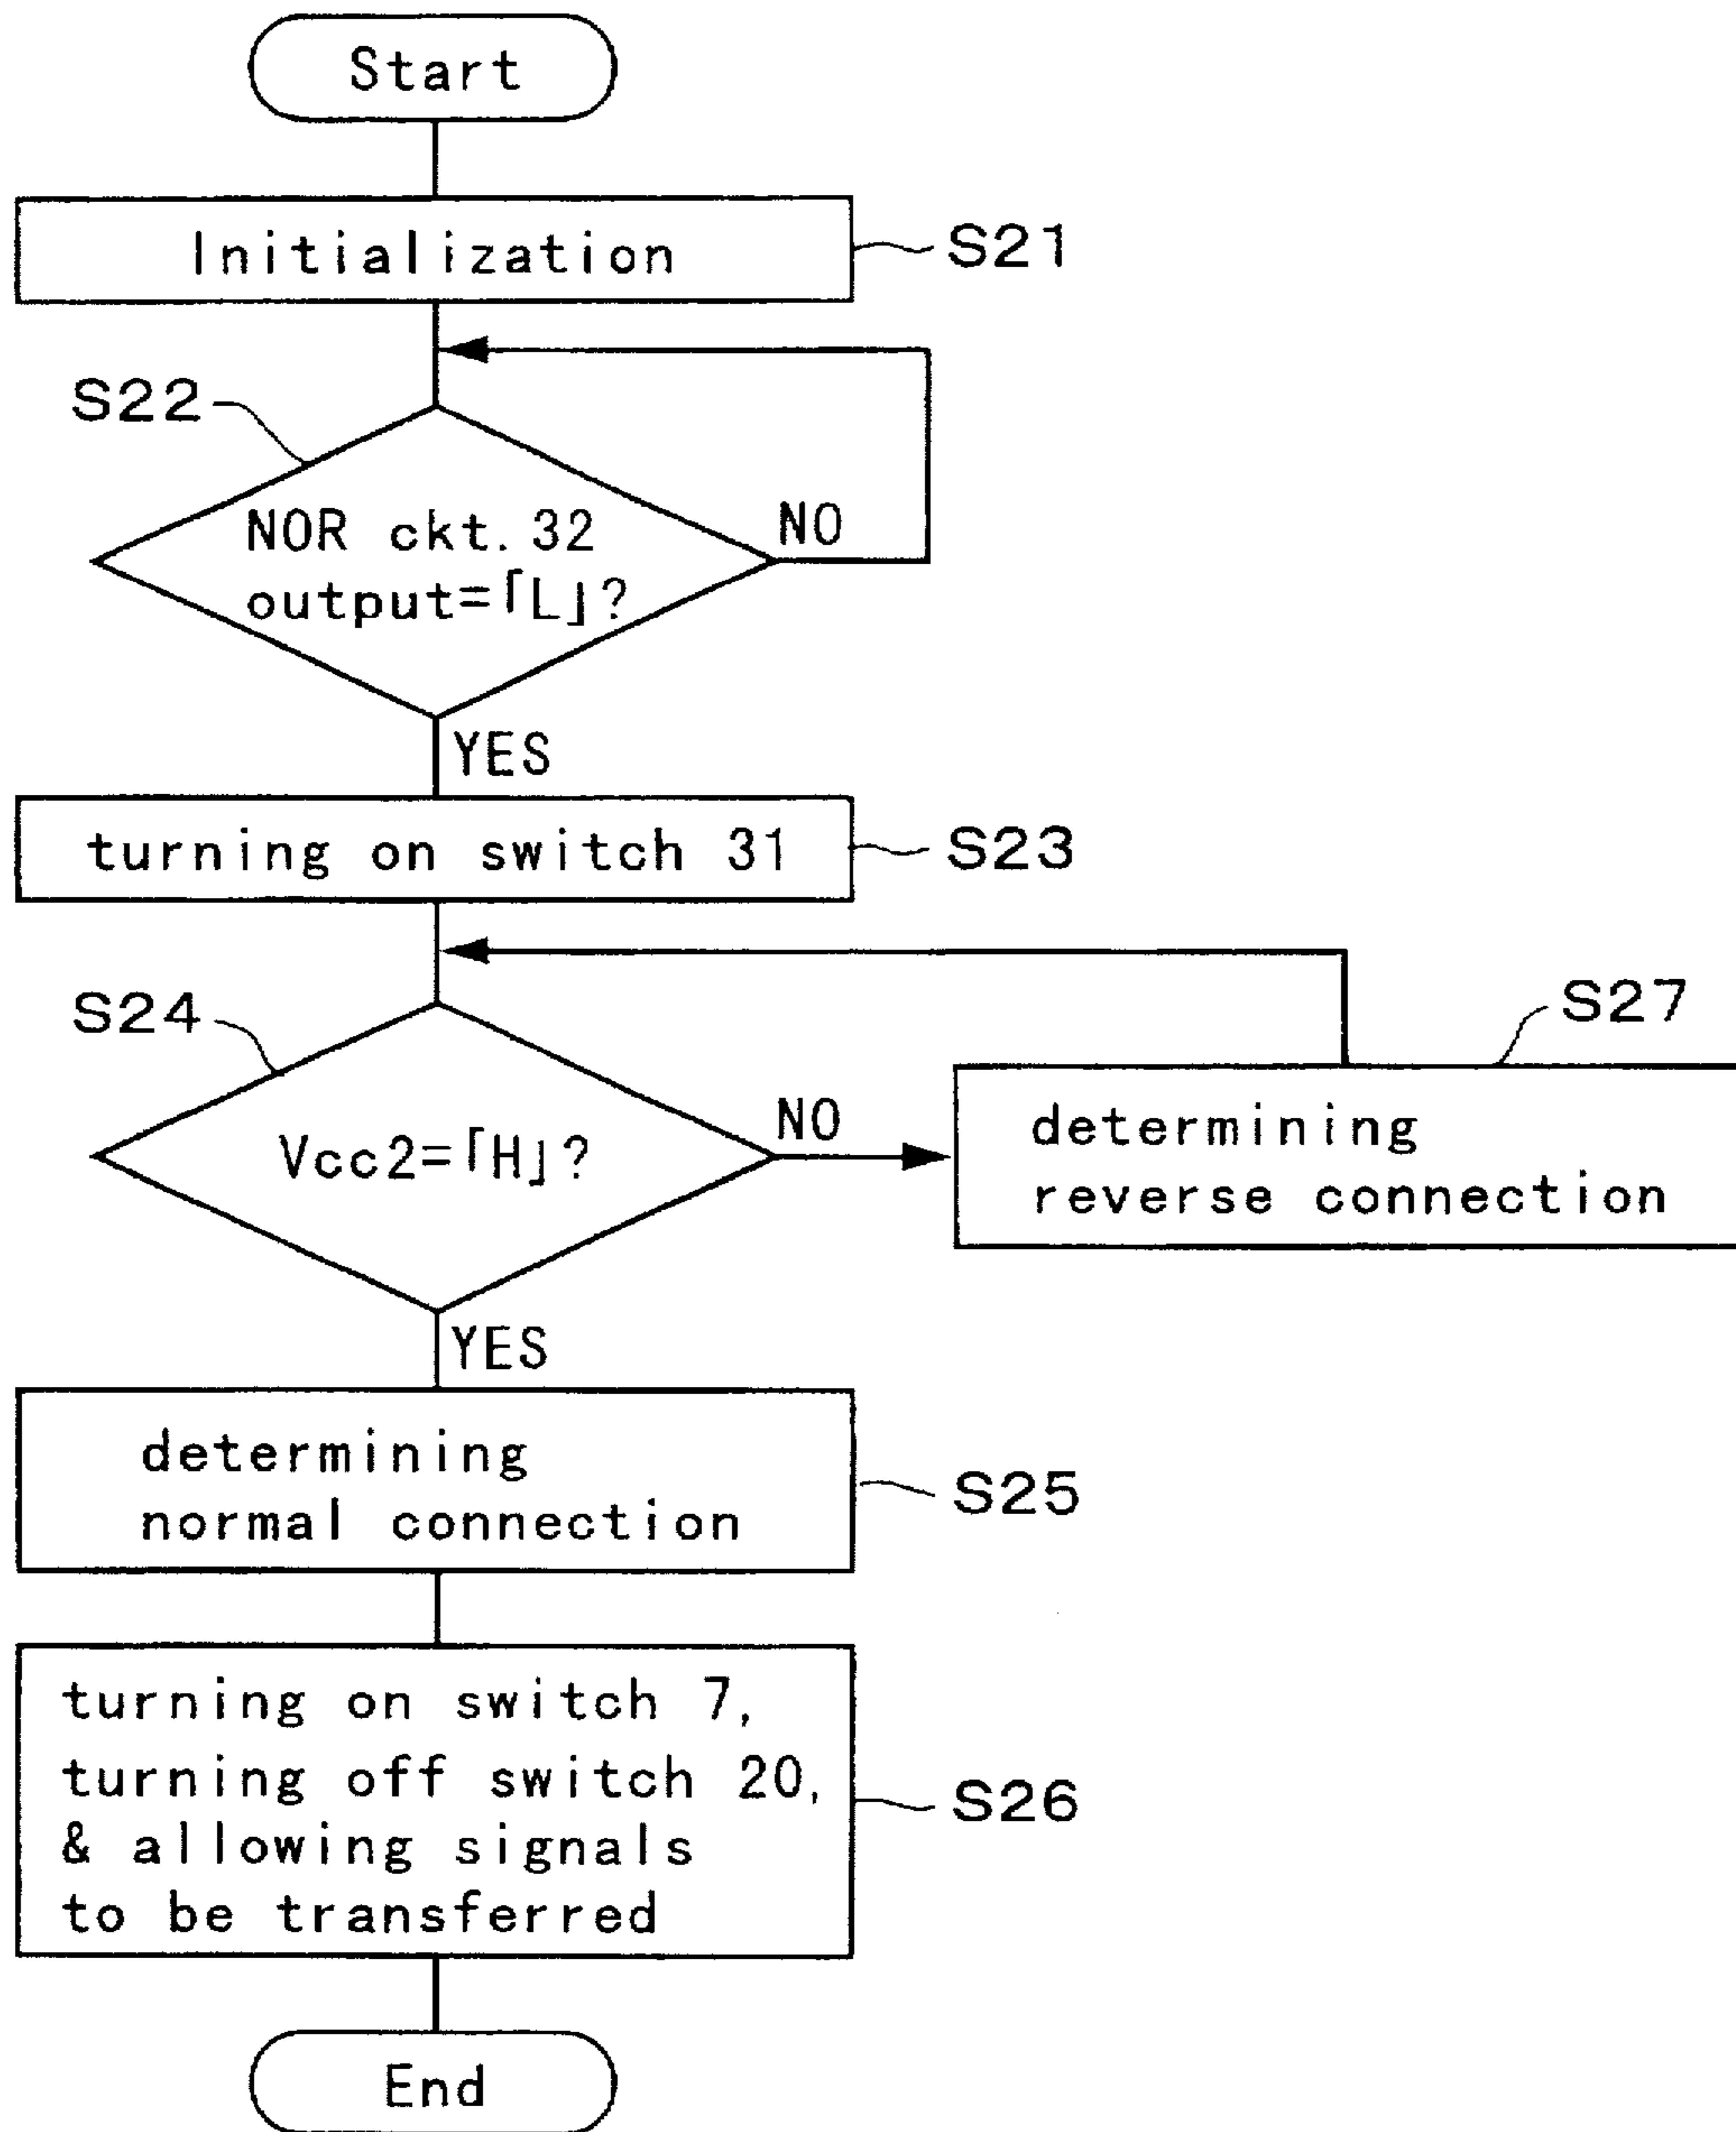 Start
Initialization
S21
S22
NOR ckt. 32
output=「L」?
NO
YES
turning on switch 31
S23
S24
Vcc2=「H」?
NO
S27
determining
reverse connection
YES
determining
normal connection
S25
turning on switch 7,
turning off switch 20,
& allowing signals
to be transferred
S26
End